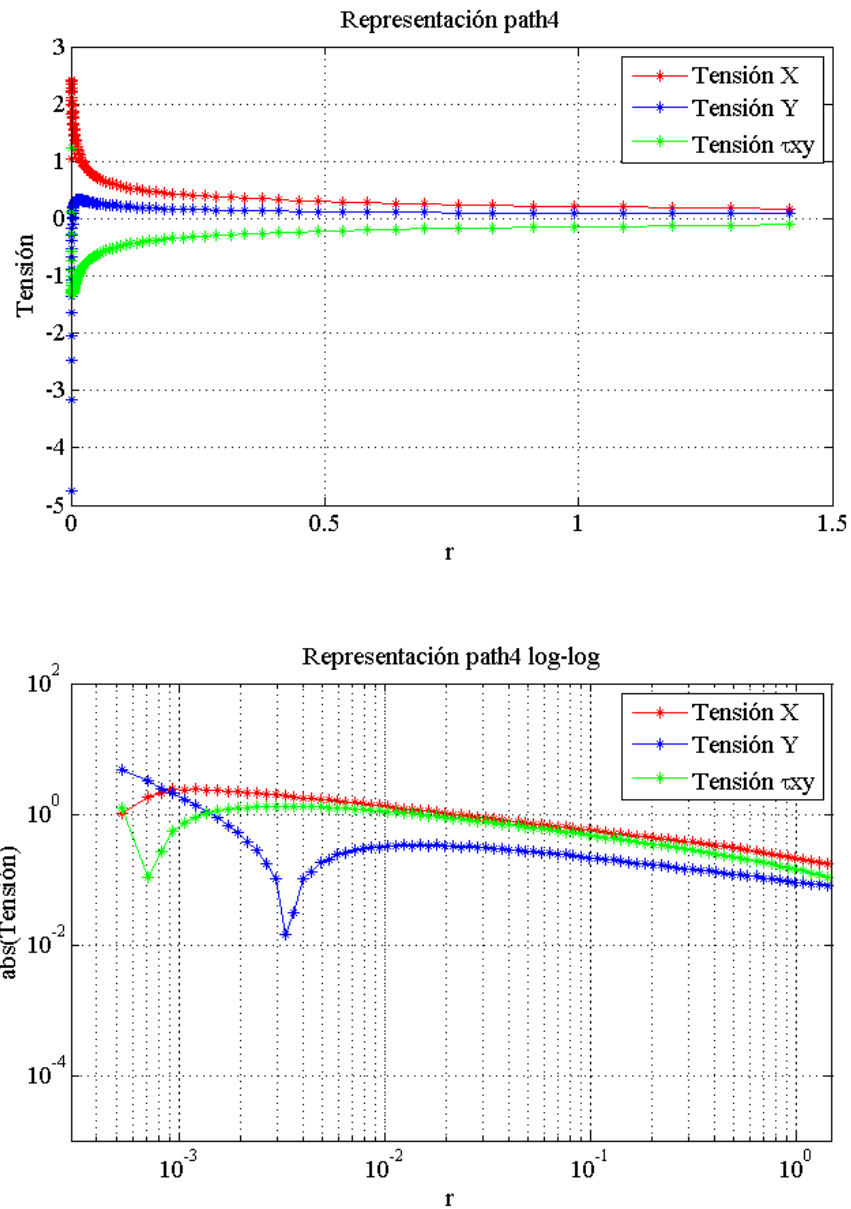 Representación path4
3
2
1
0
-1
-2
-3
-4
-5
Tensión
Tensión X
Tensión Y
Tensión τxy
0
0.5
1
1.5
r
Representación path4 log-log
10^2
10^0
10^-2
10^-4
abs(Tensión)
Tensión X
Tensión Y
Tensión τxy
10^-3
10^-2
10^-1
10^0
r